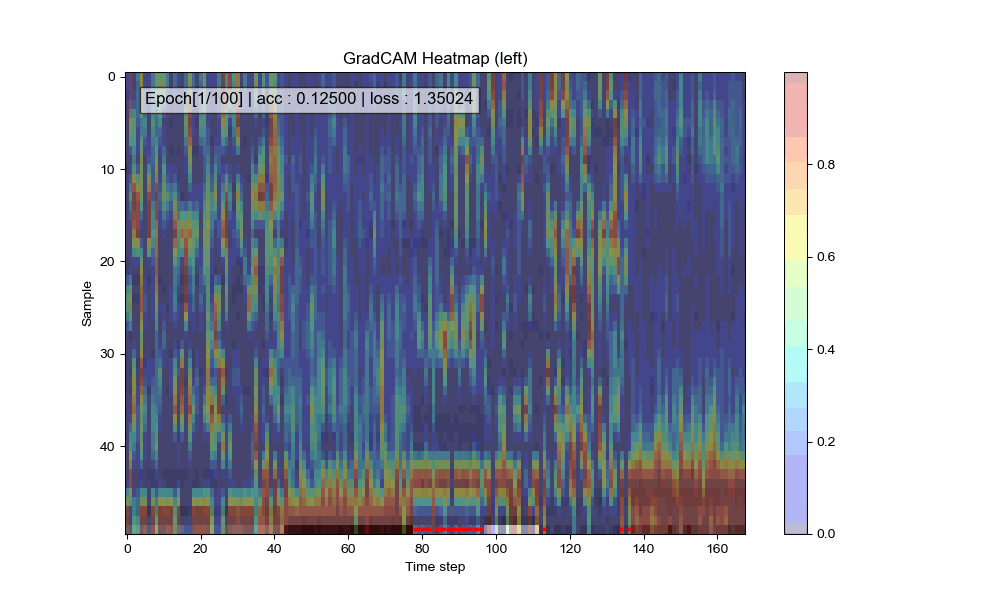 GradCAM Heatmap (left)
Epoch[1/100] | acc : 0.12500 | loss : 1.35024
0
10
20
30
40
Sample
0 20 40 60 80 100 120 140 160
Time step
0.8
0.6
0.4
0.2
0.0